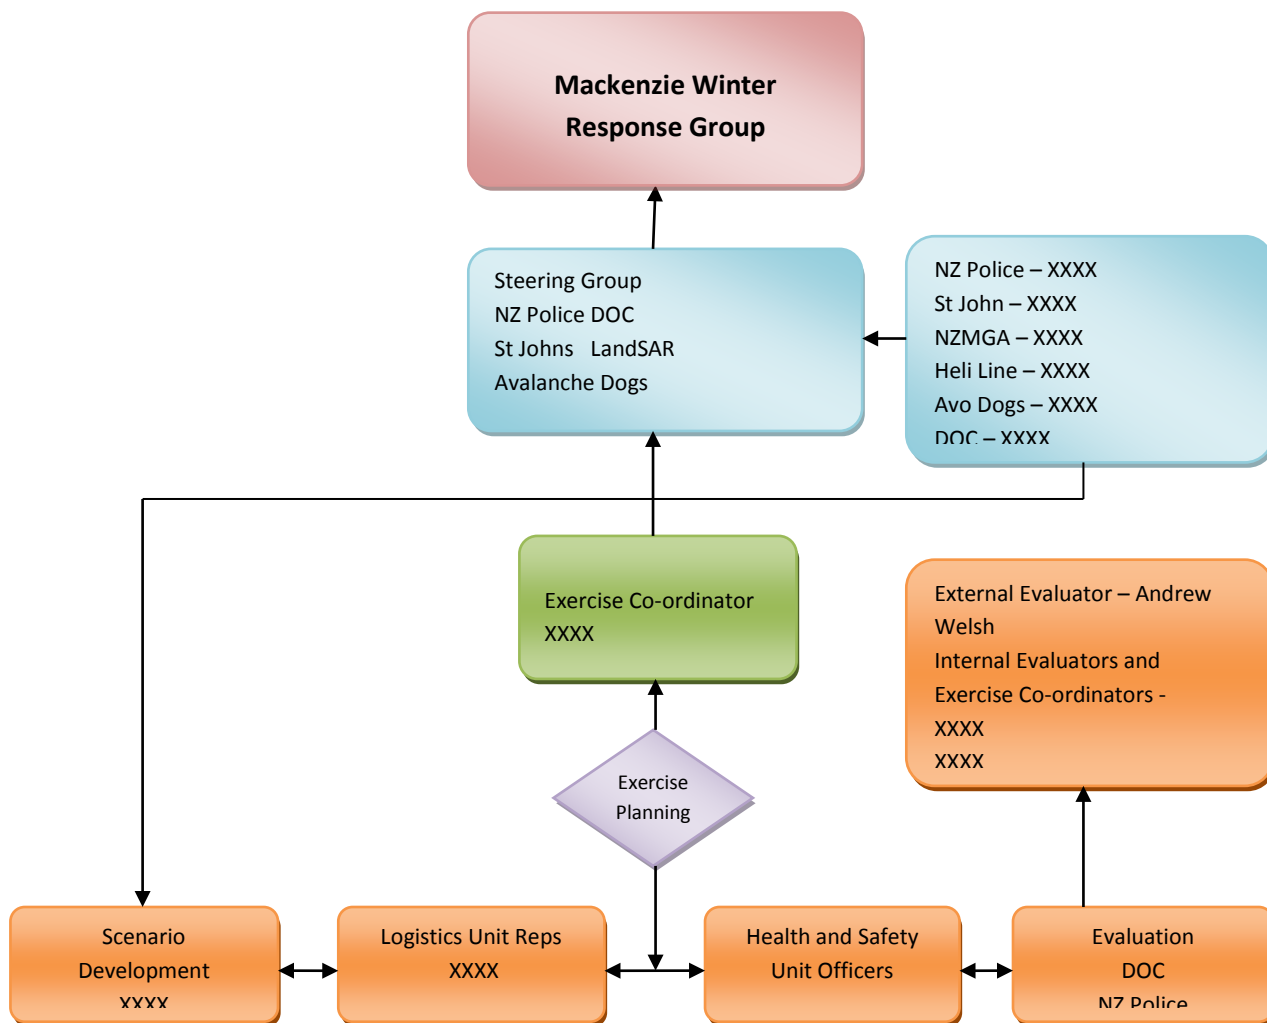 Mackenzie Winter
Response Group
Steering Group
NZ Police DOC
St Johns   LandSAR
Avalanche Dogs
NZ Police – XXXX
St John – XXXX
NZMGA – XXXX
Heli Line – XXXX
Avo Dogs – XXXX
DOC – XXXX
Exercise Co-ordinator
XXXX
External Evaluator – Andrew
Welsh
Internal Evaluators and
Exercise Co-ordinators -
XXXX
XXXX
Exercise
Planning
Scenario
Development
XXXX
Logistics Unit Reps
XXXX
Health and Safety
Unit Officers
Evaluation
DOC
NZ Police